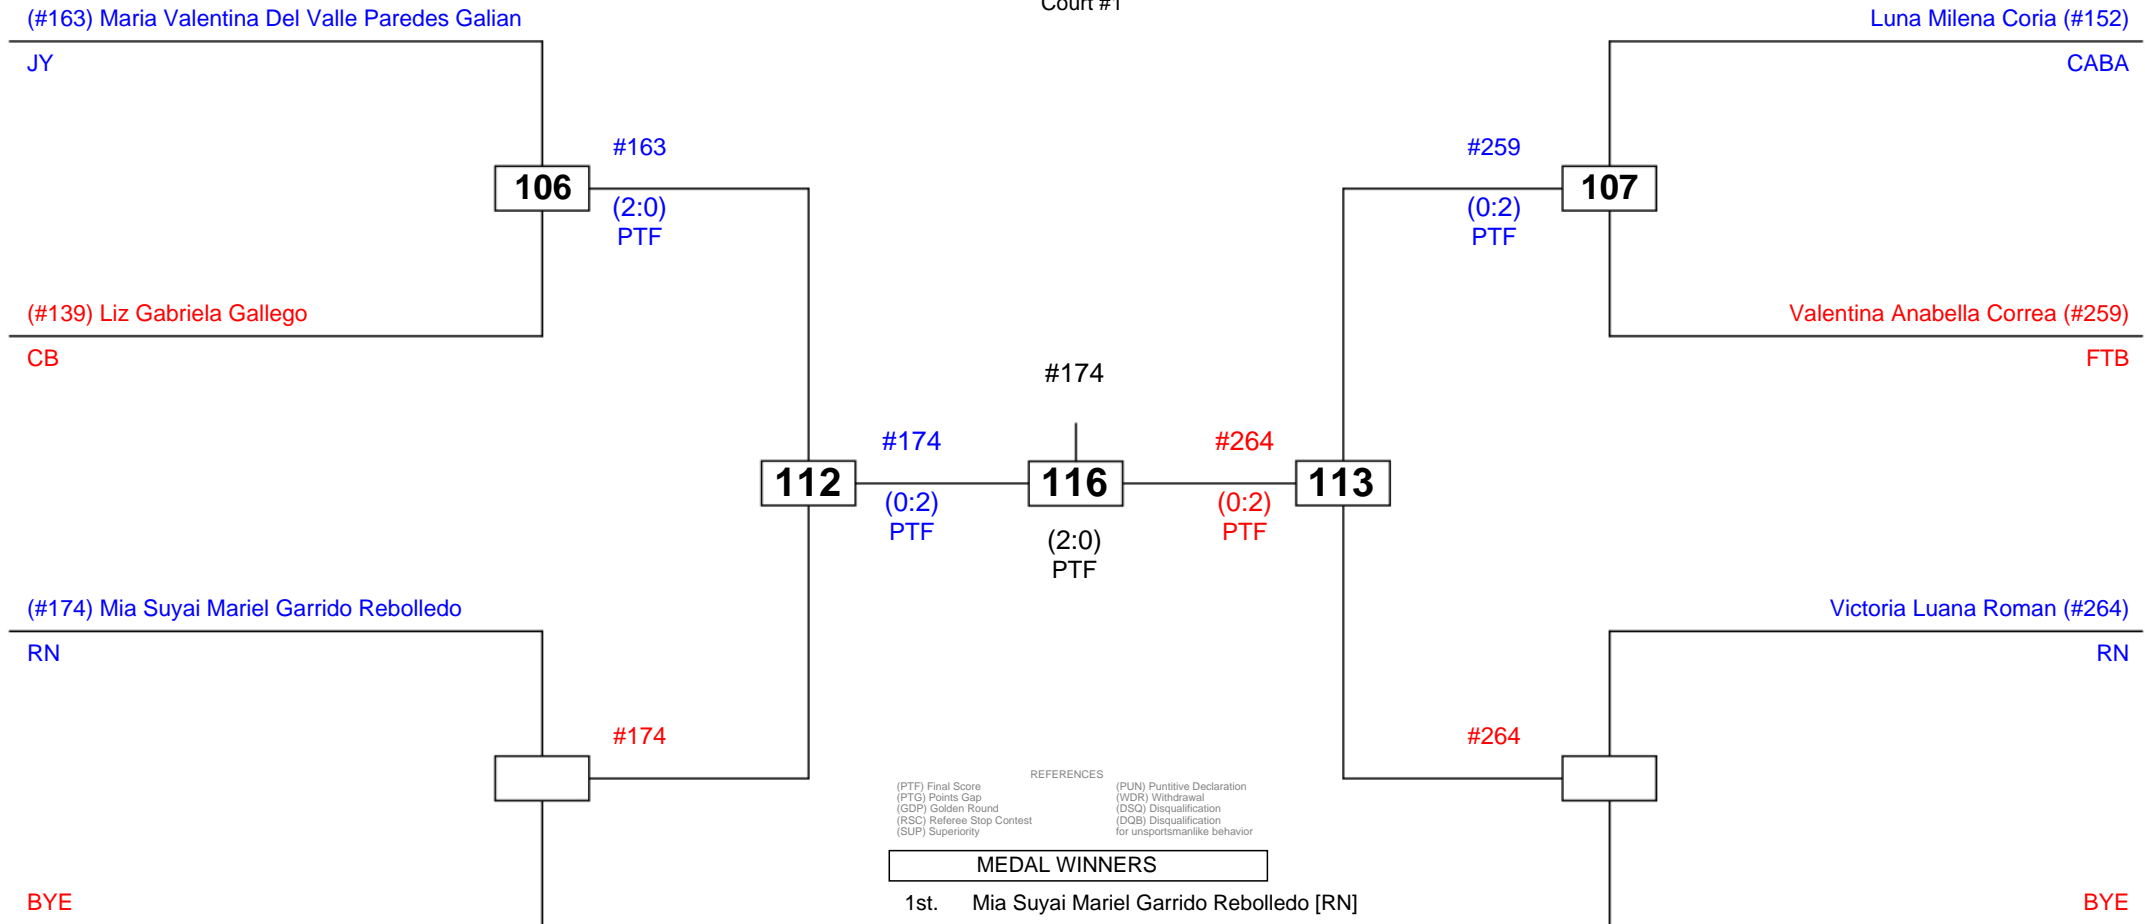 Court #1
(#163) Maria Valentina Del Valle Paredes Galian
JY
Luna Milena Coria (#152)
CABA
#163
106
(2:0)
PTF
#259
107
(0:2)
PTF
(#139) Liz Gabriela Gallego
CB
Valentina Anabella Correa (#259)
FTB
#174
#174
112
(0:2)
PTF
116
(2:0)
PTF
#264
113
(0:2)
PTF
(#174) Mia Suyai Mariel Garrido Rebolledo
RN
Victoria Luana Roman (#264)
RN
#174
#264
REFERENCES
(PTF) Final Score
(PTG) Points Gap
(GDP) Golden Round
(RSC) Referee Stop Contest
(SUP) Superiority
(PUN) Puntitive Declaration
(WDR) Withdrawal
(DSQ) Disqualification
(DQB) Disqualification
for unsportsmanlike behavior
MEDAL WINNERS
1st. Mia Suyai Mariel Garrido Rebolledo [RN]
BYE
BYE